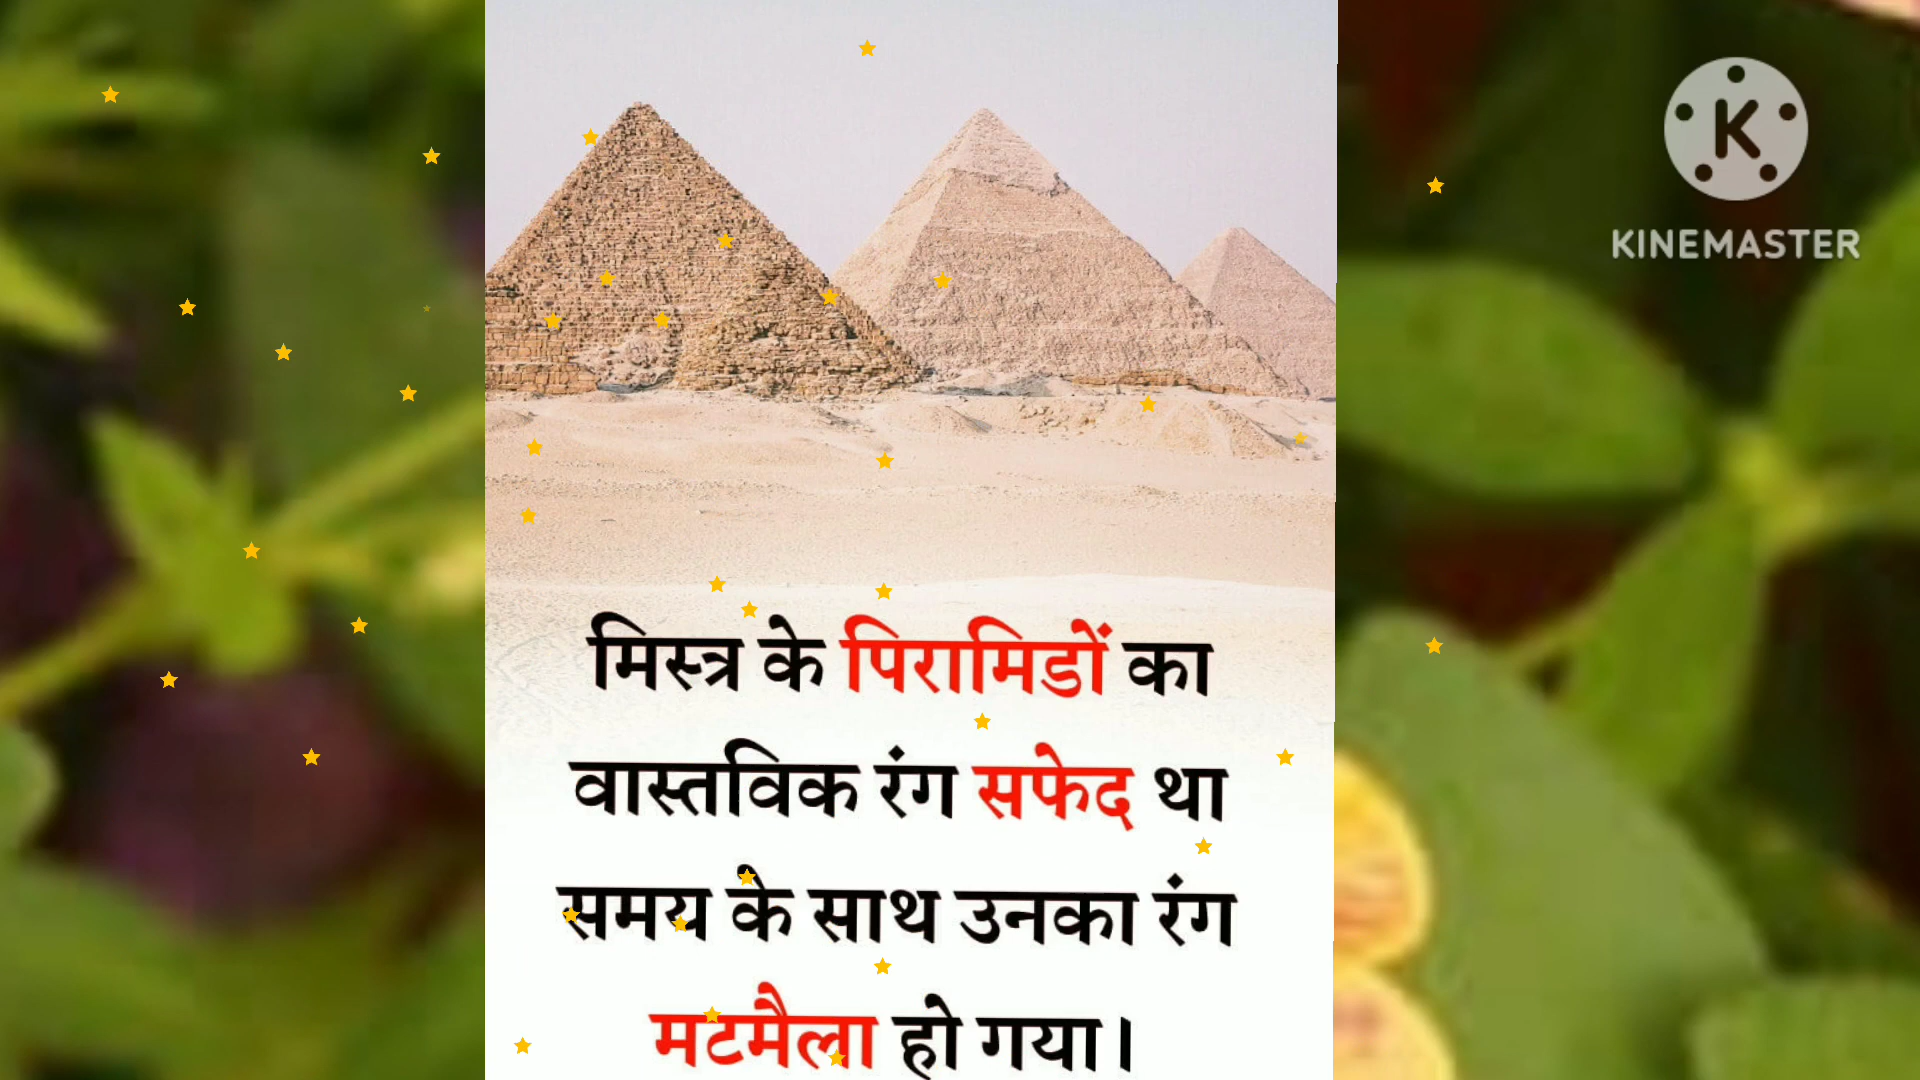 KINEMASTER
मिस्त्र के पिरामिडों का
वास्तविक रंग सफेद था
समय के साथ उनका रंग
मटमैला हो गया।